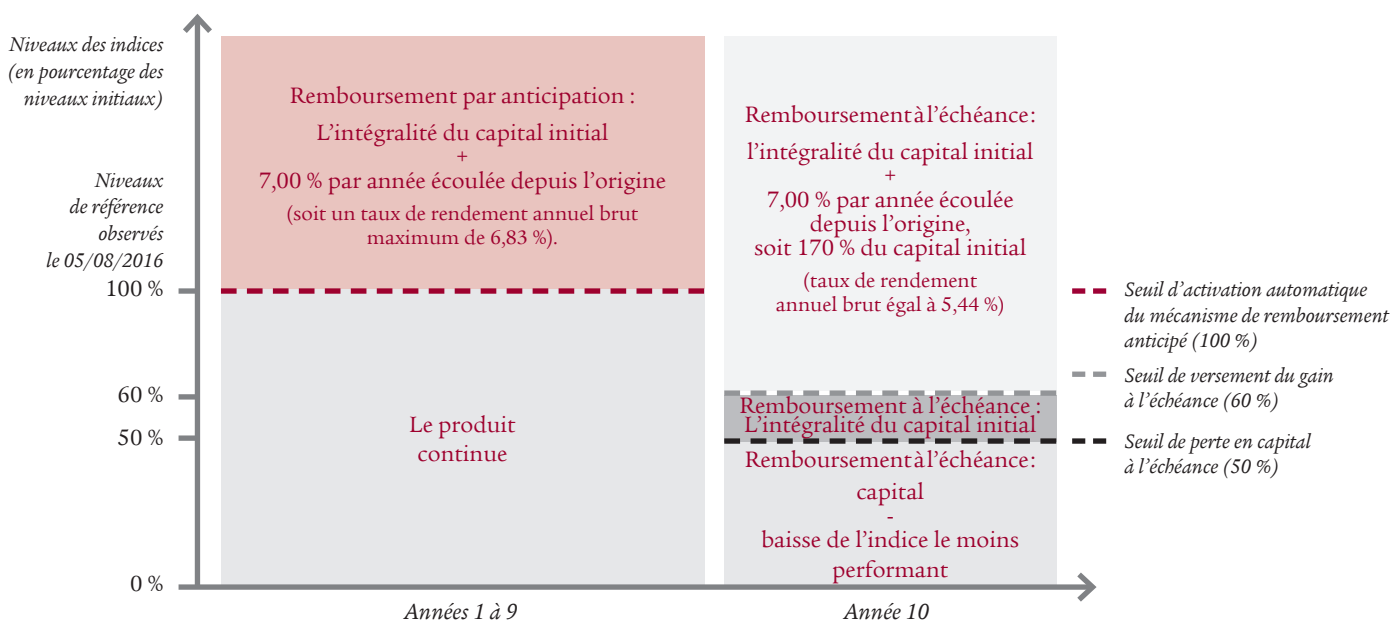 Niveaux des indices
(en pourcentage des
niveaux initiaux)
Niveaux
de référence
observés
le 05/08/2016
100 %
60 %
50 %
0 %
Remboursement par anticipation :
L’intégralité du capital initial
+
7,00 % par année écoulée depuis l’origine
(soit un taux de rendement annuel brut
maximum de 6,83 %).
Le produit
continue
Remboursement à l’échéance :
l’intégralité du capital initial
+
7,00 % par année écoulée
depuis l’origine,
soit 170 % du capital initial
(taux de rendement
annuel brut égal à 5,44 %)
Remboursement à l’échéance :
L’intégralité du capital initial
Remboursement à l’échéance :
capital
-
baisse de l’indice le moins
performant
Seuil d’activation automatique
du mécanisme de remboursement
anticipé (100 %)
Seuil de versement du gain
à l’échéance (60 %)
Seuil de perte en capital
à l’échéance (50 %)
Années 1 à 9
Année 10